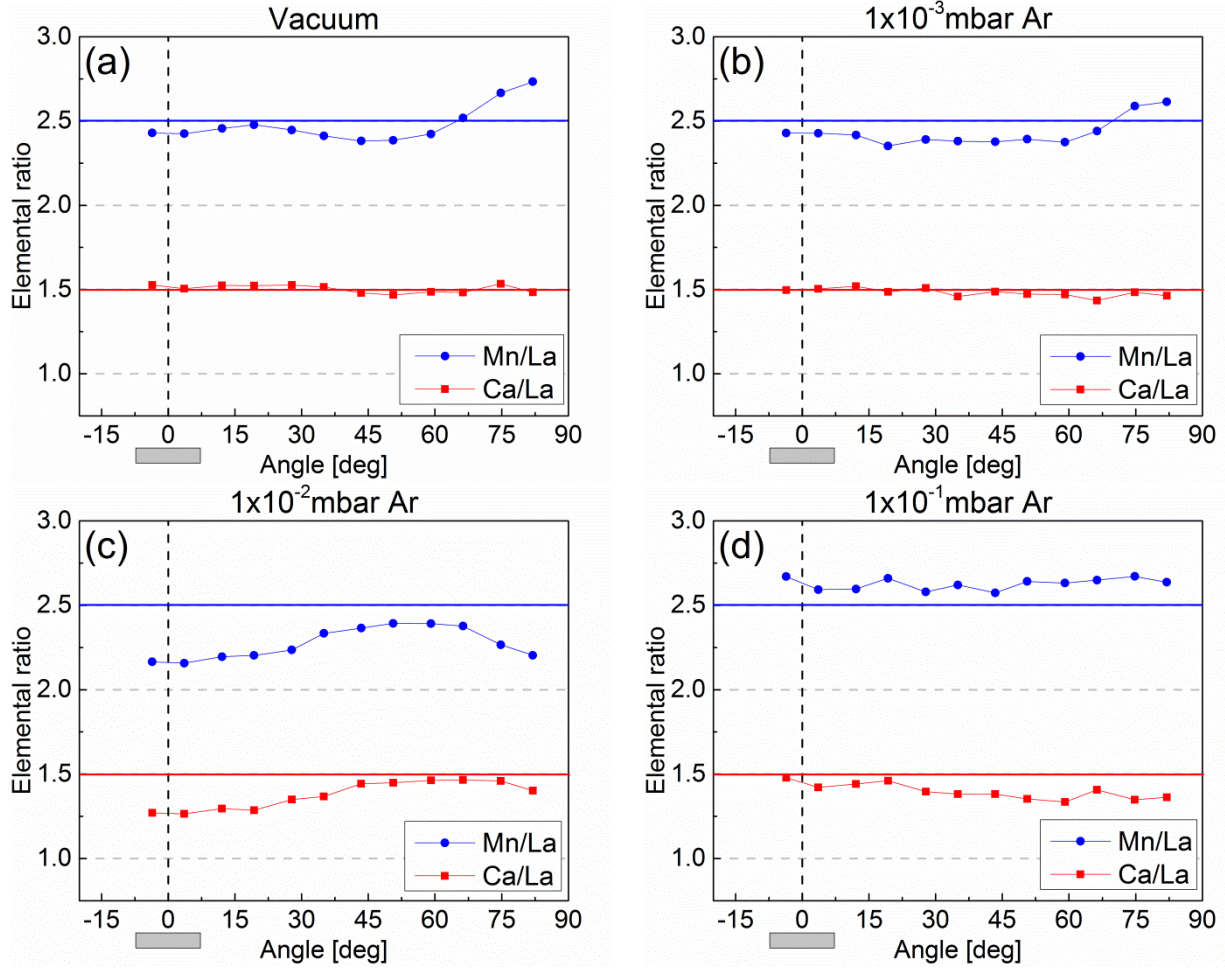 Vacuum
(a)
3.0
2.5
2.0
1.5
1.0
Elemental ratio
Mn/La
Ca/La
-15 0 15 30 45 60 75 90
Angle [deg]
1x10⁻³mbar Ar
(b)
3.0
2.5
2.0
1.5
1.0
Elemental ratio
Mn/La
Ca/La
-15 0 15 30 45 60 75 90
Angle [deg]
1x10⁻²mbar Ar
(c)
3.0
2.5
2.0
1.5
1.0
Elemental ratio
Mn/La
Ca/La
-15 0 15 30 45 60 75 90
Angle [deg]
1x10⁻¹mbar Ar
(d)
3.0
2.5
2.0
1.5
1.0
Elemental ratio
Mn/La
Ca/La
-15 0 15 30 45 60 75 90
Angle [deg]